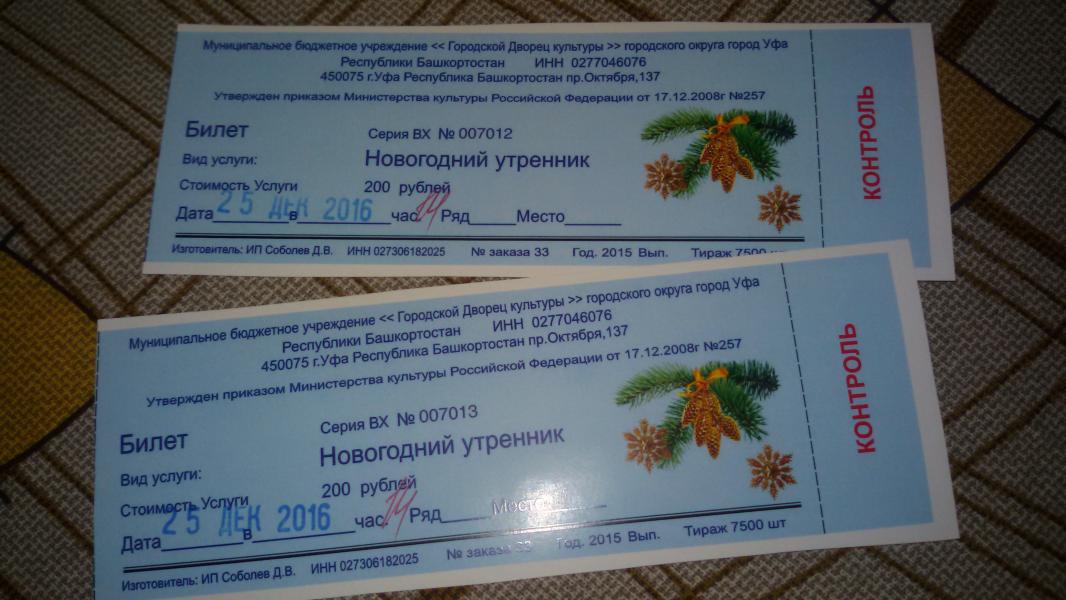 Муниципальное бюджетное учреждение << Городской Дворец культуры >> городского округа город Уфа
Республики Башкортостан ИНН 0277046076
450075 г.Уфа Республика Башкортостан пр.Октября,137
Утвержден приказом Министерства культуры Российской Федерации от 17.12.2008г №257
Билет Серия ВХ № 007012
Вид услуги: Новогодний утренник
Стоимость Услуги 200 рублей
Дата 25 ДЕК в 2016 час. 14 Ряд_____Место______
Изготовитель: ИП Соболев Д.В. ИНН 027306182025 № заказа 33 Год. 2015 Вып. Тираж 7500 шт
КОНТРОЛЬ
Муниципальное бюджетное учреждение << Городской Дворец культуры >> городского округа город Уфа
Республики Башкортостан ИНН 0277046076
450075 г.Уфа Республика Башкортостан пр.Октября,137
Утвержден приказом Министерства культуры Российской Федерации от 17.12.2008г №257
Билет Серия ВХ № 007013
Вид услуги: Новогодний утренник
Стоимость Услуги 200 рублей
Дата 25 ДЕК в 2016 час. 14 Ряд_____Место______
Изготовитель: ИП Соболев Д.В. ИНН 027306182025 № заказа 33 Год. 2015 Вып. Тираж 7500 шт
КОНТРОЛЬ